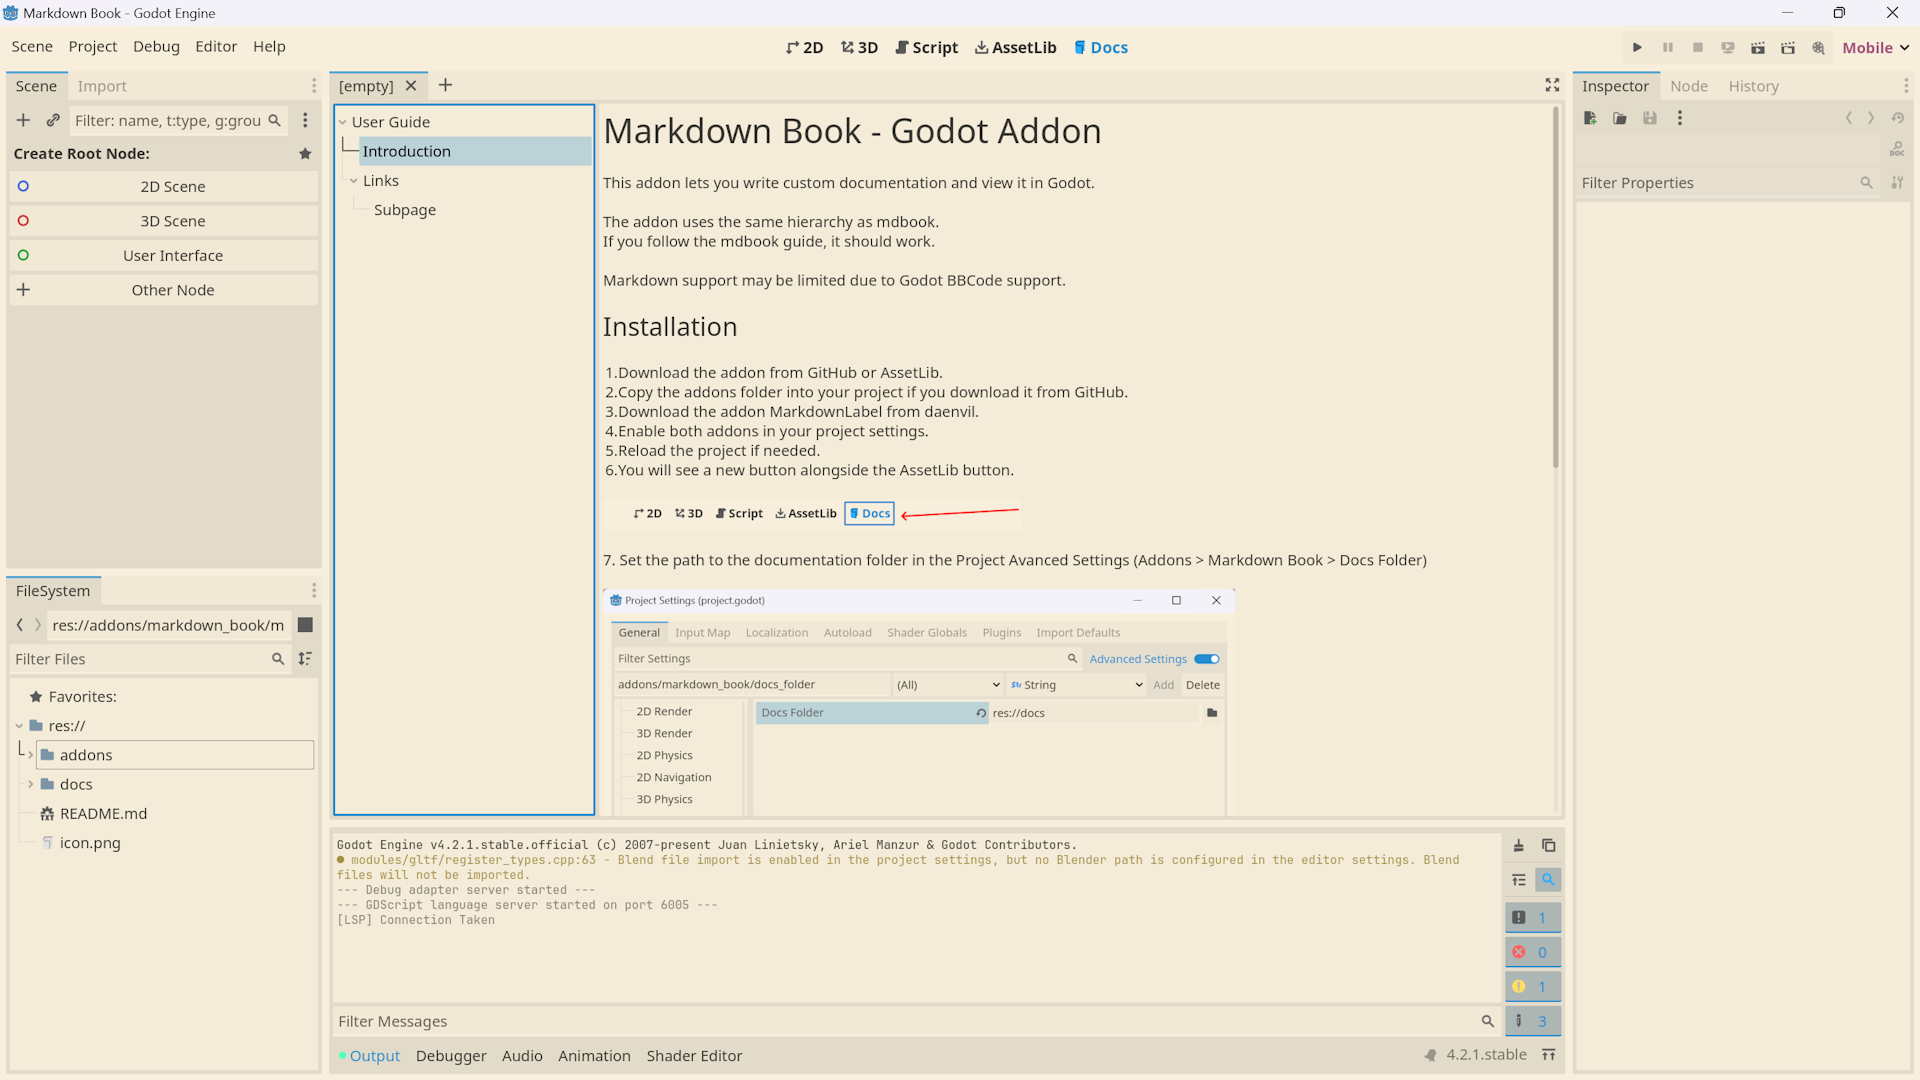 Markdown Book - Godot Engine
Scene Project Debug Editor Help
2D 3D Script AssetLib Docs
Mobile
Scene Import
Filter: name, t:type, g:grou
Create Root Node:
2D Scene
3D Scene
User Interface
Other Node
FileSystem
res://addons/markdown_book/m
Filter Files
Favorites:
res://
addons
docs
README.md
icon.png
[empty]
User Guide
Introduction
Links
Subpage
Markdown Book - Godot Addon
This addon lets you write custom documentation and view it in Godot.
The addon uses the same hierarchy as mdbook.
If you follow the mdbook guide, it should work.
Markdown support may be limited due to Godot BBCode support.
Installation
1.Download the addon from GitHub or AssetLib.
2.Copy the addons folder into your project if you download it from GitHub.
3.Download the addon MarkdownLabel from daenvil.
4.Enable both addons in your project settings.
5.Reload the project if needed.
6.You will see a new button alongside the AssetLib button.
2D 3D Script AssetLib Docs
7. Set the path to the documentation folder in the Project Avanced Settings (Addons > Markdown Book > Docs Folder)
Project Settings (project.godot)
General Input Map Localization Autoload Shader Globals Plugins Import Defaults
Filter Settings Advanced Settings
addons/markdown_book/docs_folder (All) String Add Delete
2D Render
3D Render
2D Physics
2D Navigation
3D Physics
Docs Folder res://docs
Godot Engine v4.2.1.stable.official (c) 2007-present Juan Linietsky, Ariel Manzur & Godot Contributors.
modules/gltf/register_types.cpp:63 - Blend file import is enabled in the project settings, but no Blender path is configured in the editor settings. Blend
files will not be imported.
--- Debug adapter server started ---
--- GDScript language server started on port 6005 ---
[LSP] Connection Taken
1
0
1
3
Filter Messages
Output Debugger Audio Animation Shader Editor
4.2.1.stable
Inspector Node History
DOC
Filter Properties